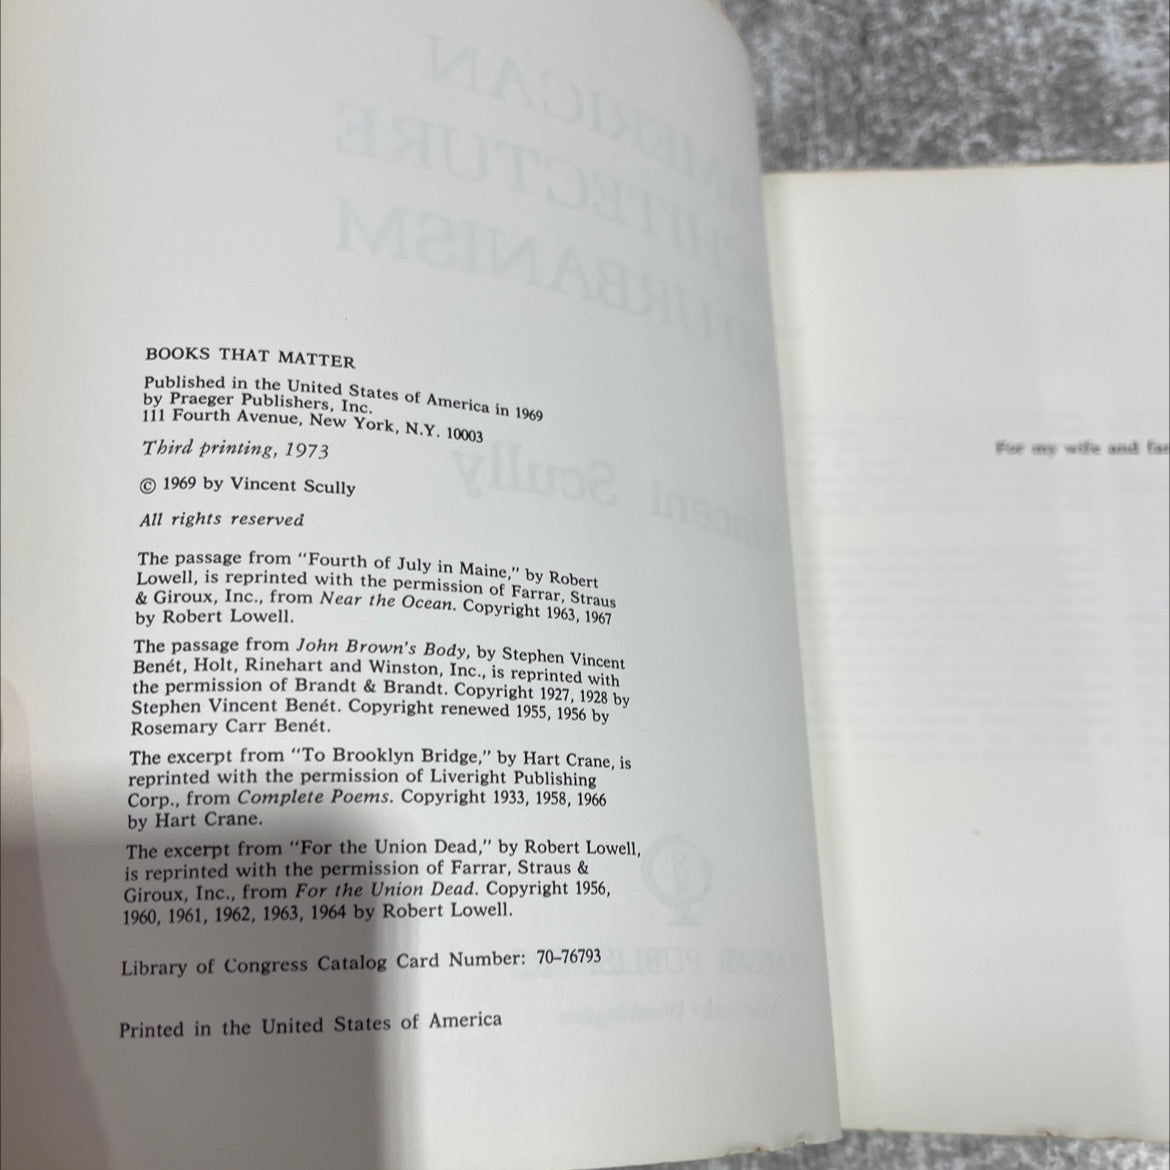 BOOKS THAT MATTER
Published in the United States of America in 1969
by Praeger Publishers, Inc.
111 Fourth Avenue, New York, N.Y. 10003
Third printing, 1973
© 1969 by Vincent Scully
All rights reserved
The passage from "Fourth of July in Maine," by Robert
Lowell, is reprinted with the permission of Farrar, Straus
& Giroux, Inc., from Near the Ocean. Copyright 1963, 1967
by Robert Lowell.
The passage from John Brown's Body, by Stephen Vincent
Benét, Holt, Rinehart and Winston, Inc., is reprinted with
the permission of Brandt & Brandt. Copyright 1927, 1928 by
Stephen Vincent Benét. Copyright renewed 1955, 1956 by
Rosemary Carr Benét.
The excerpt from "To Brooklyn Bridge," by Hart Crane, is
reprinted with the permission of Liveright Publishing
Corp., from Complete Poems. Copyright 1933, 1958, 1966
by Hart Crane.
The excerpt from "For the Union Dead," by Robert Lowell,
is reprinted with the permission of Farrar, Straus &
Giroux, Inc., from For the Union Dead. Copyright 1956,
1960, 1961, 1962, 1963, 1964 by Robert Lowell.
Library of Congress Catalog Card Number: 70-76793
Printed in the United States of America
For my wife and